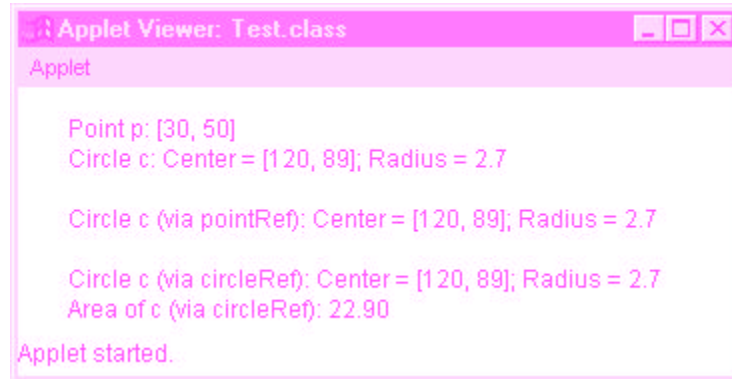 Applet Viewer: Test.class
Applet
Point p: [30, 50]
Circle c: Center = [120, 89]; Radius = 2.7
Circle c (via pointRef): Center = [120, 89]; Radius = 2.7
Circle c (via circleRef): Center = [120, 89]; Radius = 2.7
Area of c (via circleRef): 22.90
Applet started.